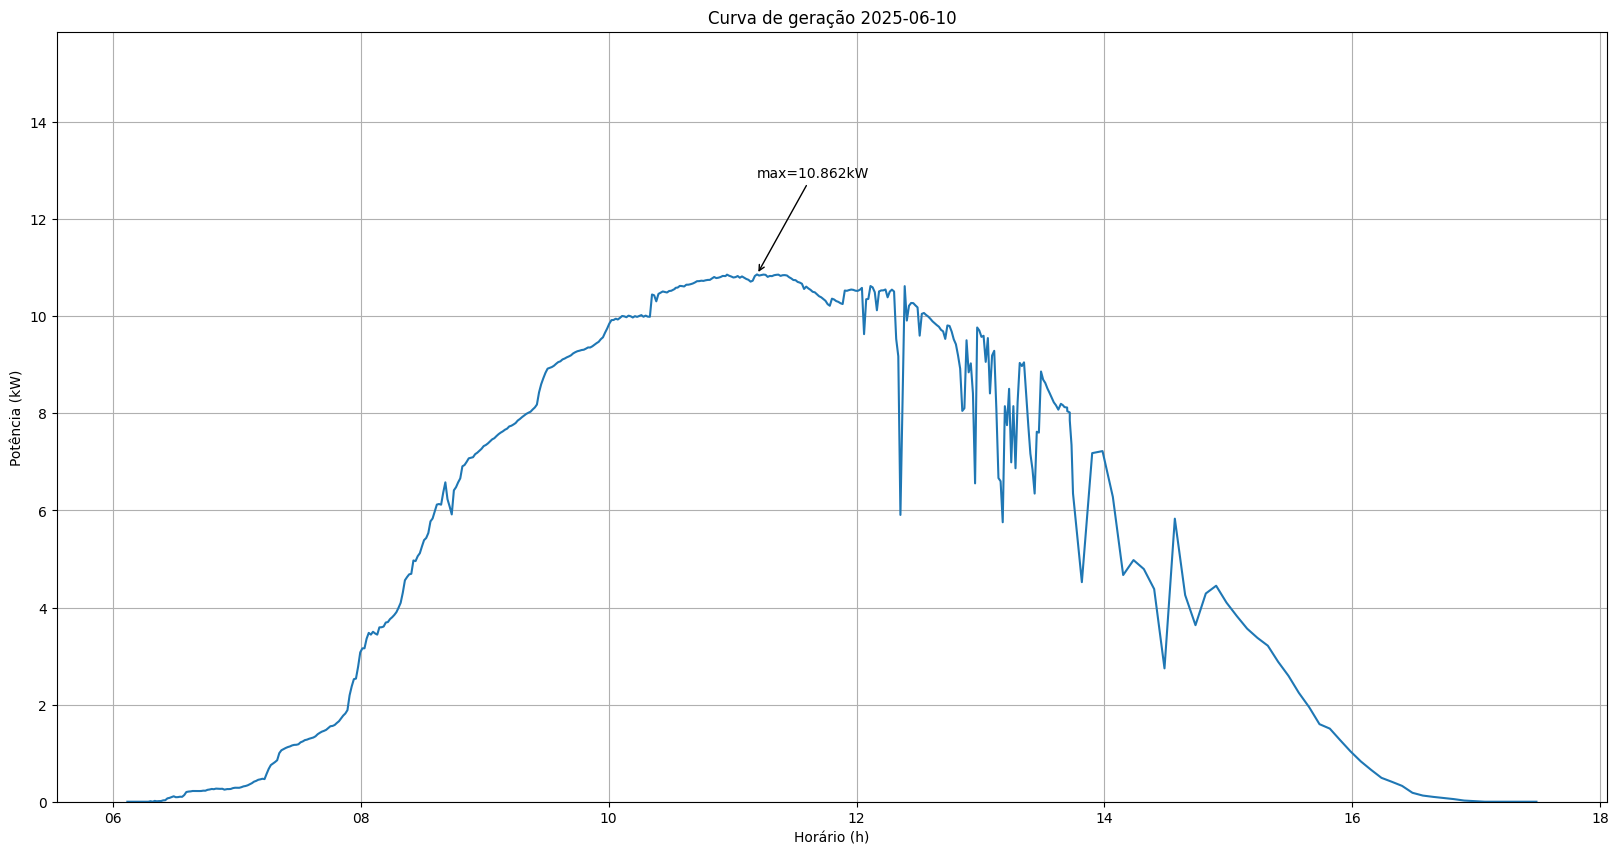 Curva de geração 2025-06-10
14
max=10.862kW
12
10
8
Potência (kW)
6
4
2
0
06 08 10 12 14 16 18
Horário (h)